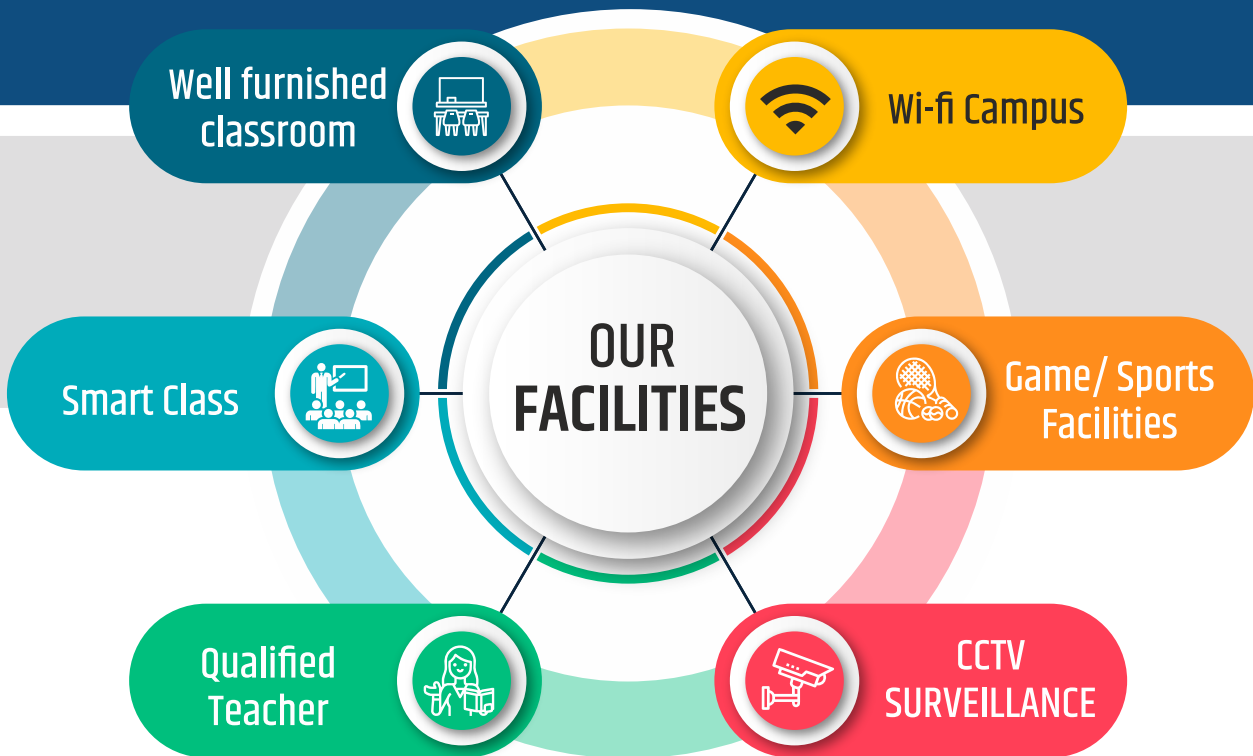 Well furnished
classroom
Wi-fi Campus
OUR
FACILITIES
Smart Class
Game/ Sports
Facilities
Qualified
Teacher
CCTV
SURVEILLANCE